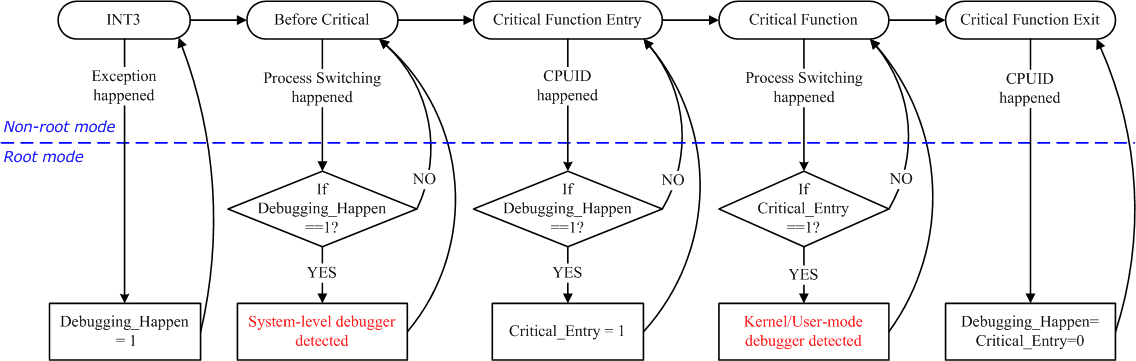 INT3
Before Critical
Critical Function Entry
Critical Function
Critical Function Exit
Exception
happened
Process Switching
happened
CPUID
happened
Process Switching
happened
CPUID
happened
Non-root mode
Root mode
If
Debugging_Happen
==1?
NO
If
Debugging_Happen
==1?
NO
If
Critical_Entry
==1?
NO
YES
YES
YES
Debugging_Happen
= 1
System-level debugger
detected
Critical_Entry = 1
Kernel/User-mode
debugger detected
Debugging_Happen=
Critical_Entry=0